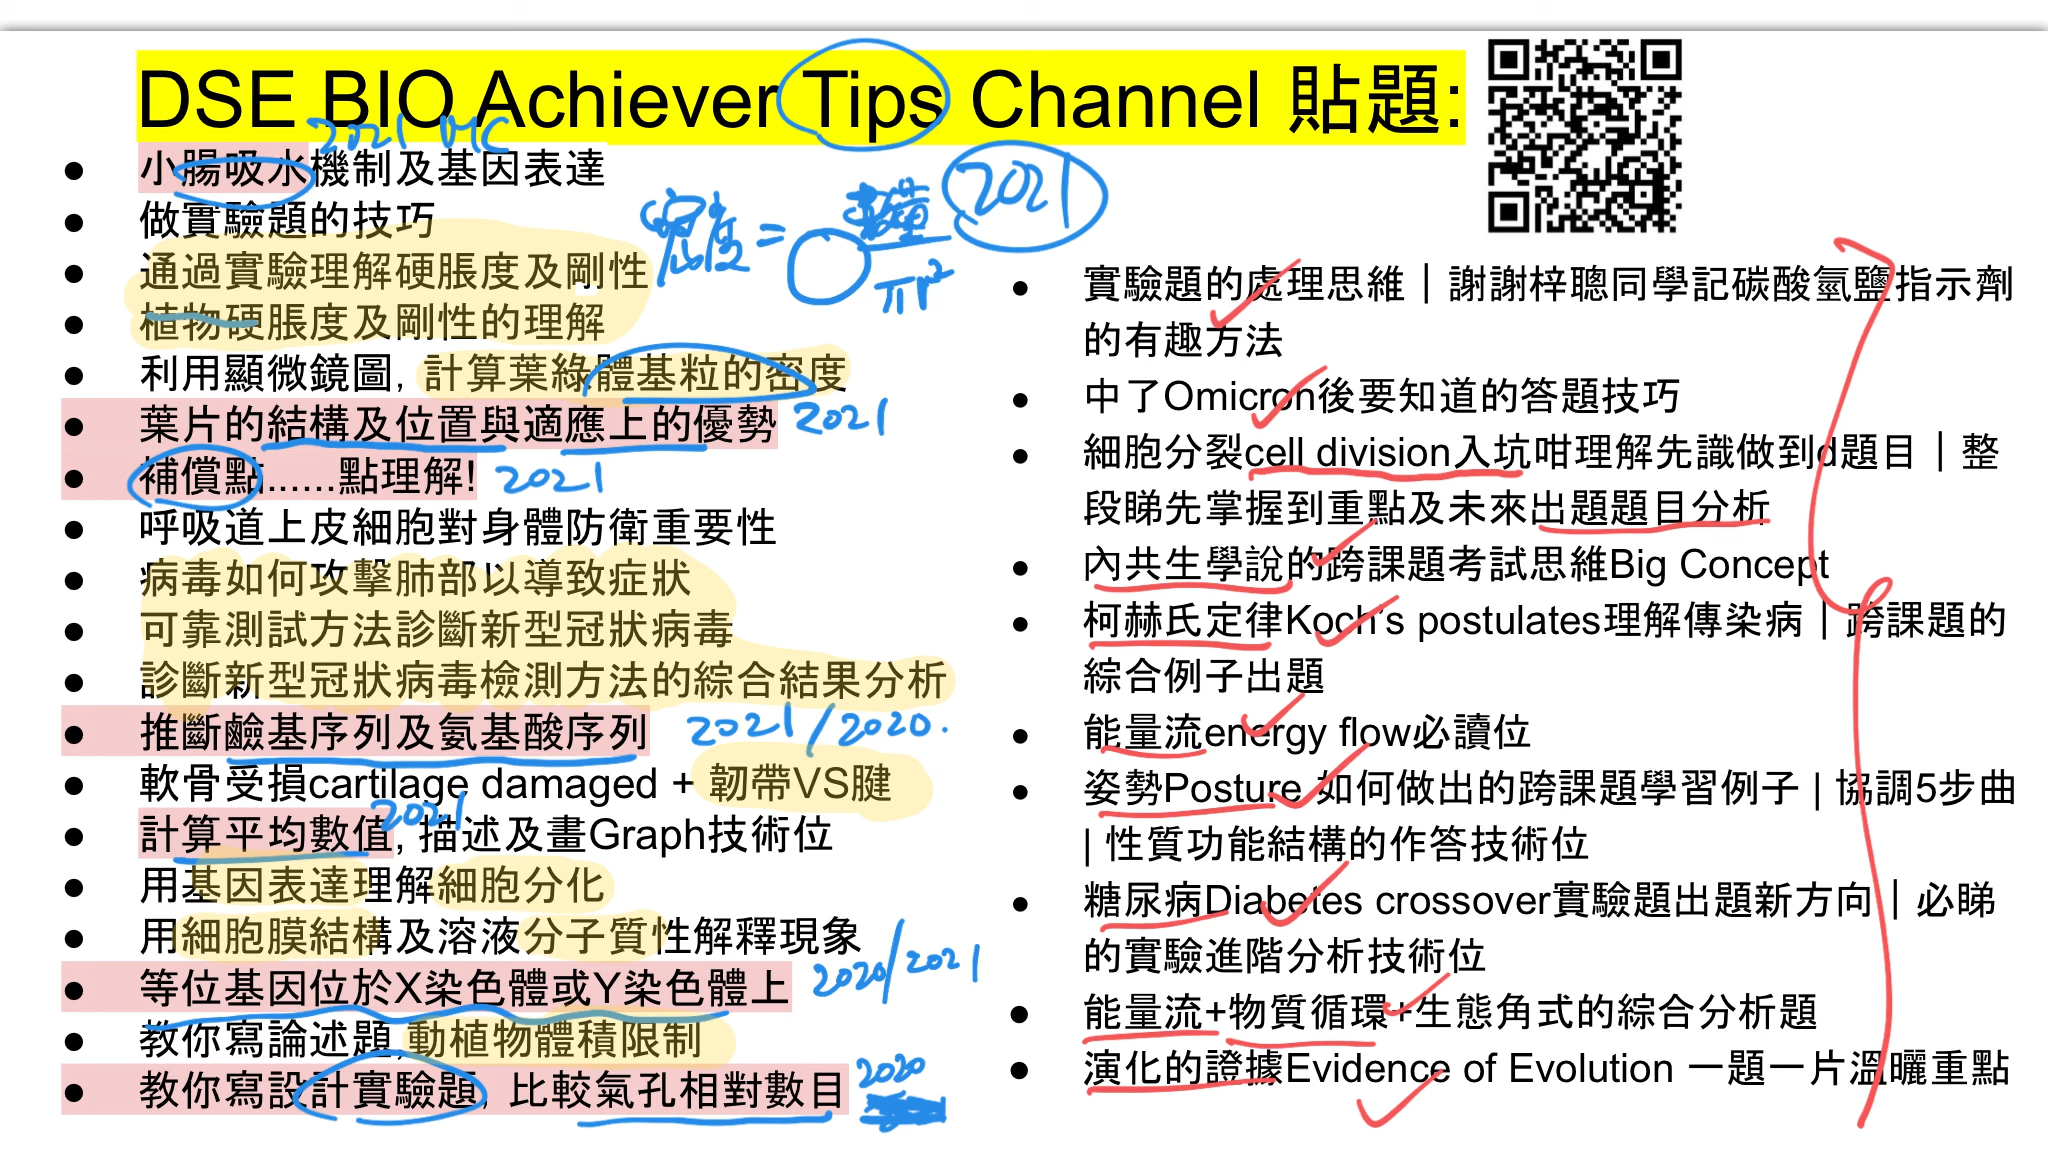 DSE BIO Achiever Tips Channel 貼題:
2021 MC
● 小腸吸水機制及基因表達
● 做實驗題的技巧
● 通過實驗理解硬脹度及剛性
● 植物硬脹度及剛性的理解
密度 =
πr²
2021
● 利用顯微鏡圖, 計算葉綠體基粒的密度
● 葉片的結構及位置與適應上的優勢 2021
● 補償點......點理解! 2021
● 呼吸道上皮細胞對身體防衛重要性
● 病毒如何攻擊肺部以導致症狀
● 可靠測試方法診斷新型冠狀病毒
● 診斷新型冠狀病毒檢測方法的綜合結果分析
● 推斷鹼基序列及氨基酸序列 2021/2020.
● 軟骨受損cartilage damaged + 韌帶VS腱
2021
● 計算平均數值, 描述及畫Graph技術位
● 用基因表達理解細胞分化
● 用細胞膜結構及溶液分子質性解釋現象
● 等位基因位於X染色體或Y染色體上 2020/2021
● 教你寫論述題,動植物體積限制
● 教你寫設計實驗題, 比較氣孔相對數目 2020
● 實驗題的處理思維｜謝謝梓聰同學記碳酸氫鹽指示劑
的有趣方法
● 中了Omicron後要知道的答題技巧
● 細胞分裂cell division入坑咁理解先識做到d題目｜整
段睇先掌握到重點及未來出題題目分析
● 內共生學說的跨課題考試思維Big Concept
● 柯赫氏定律Koch's postulates理解傳染病｜跨課題的
綜合例子出題
● 能量流energy flow必讀位
● 姿勢Posture 如何做出的跨課題學習例子 | 協調5步曲
| 性質功能結構的作答技術位
● 糖尿病Diabetes crossover實驗題出題新方向｜必睇
的實驗進階分析技術位
● 能量流+物質循環+生態角式的綜合分析題
● 演化的證據Evidence of Evolution 一題一片溫曬重點